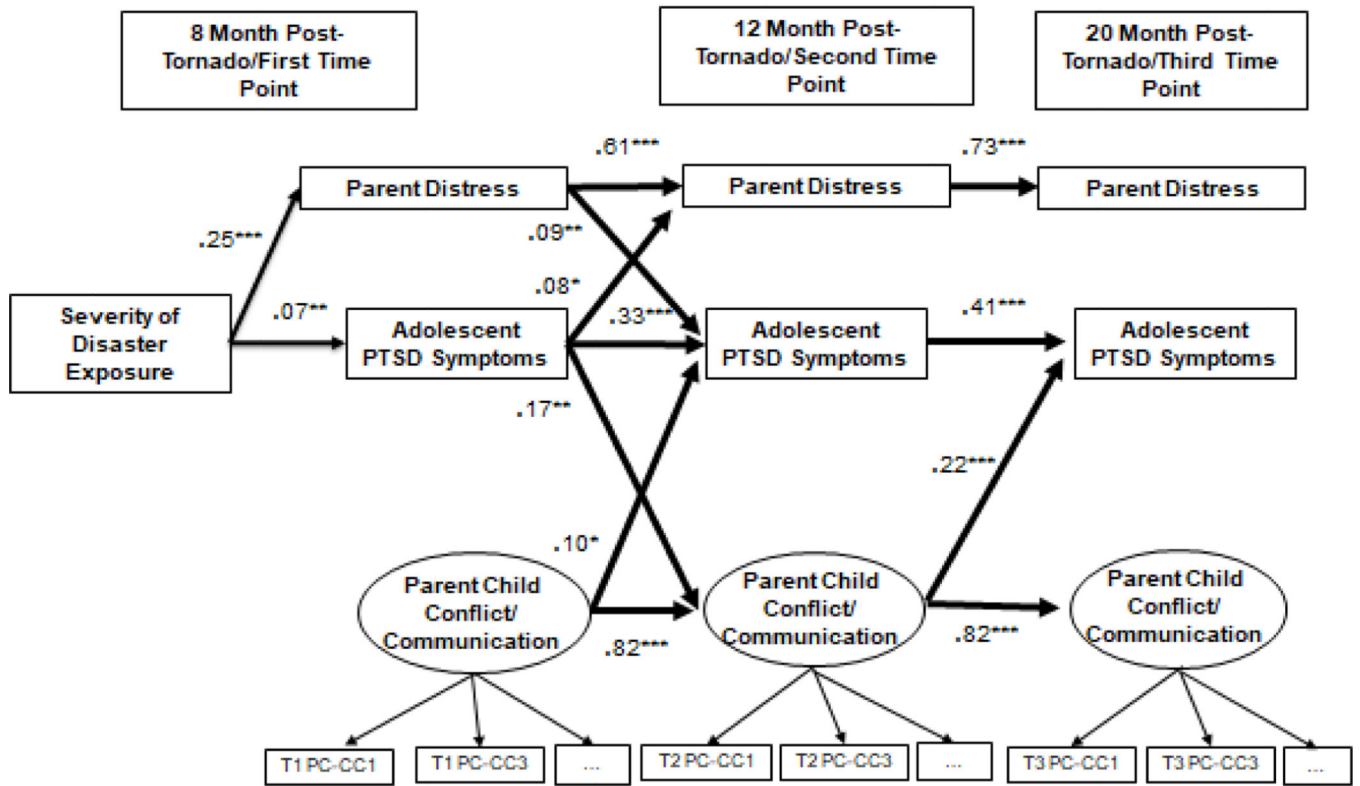 8 Month Post-
Tornado/First Time
Point
12 Month Post-
Tornado/Second Time
Point
20 Month Post-
Tornado/Third Time
Point
.61***
.73***
Parent Distress
Parent Distress
Parent Distress
.25***
.09**
.08*
.07**
.33***
.41***
Severity of
Disaster
Exposure
Adolescent
PTSD Symptoms
Adolescent
PTSD Symptoms
Adolescent
PTSD Symptoms
.17**
.22***
.10*
Parent Child
Conflict/
Communication
Parent Child
Conflict/
Communication
Parent Child
Conflict/
Communication
.82***
.82***
T1 PC-CC1
T1 PC-CC3
...
T2 PC-CC1
T2 PC-CC3
...
T3 PC-CC1
T3 PC-CC3
...